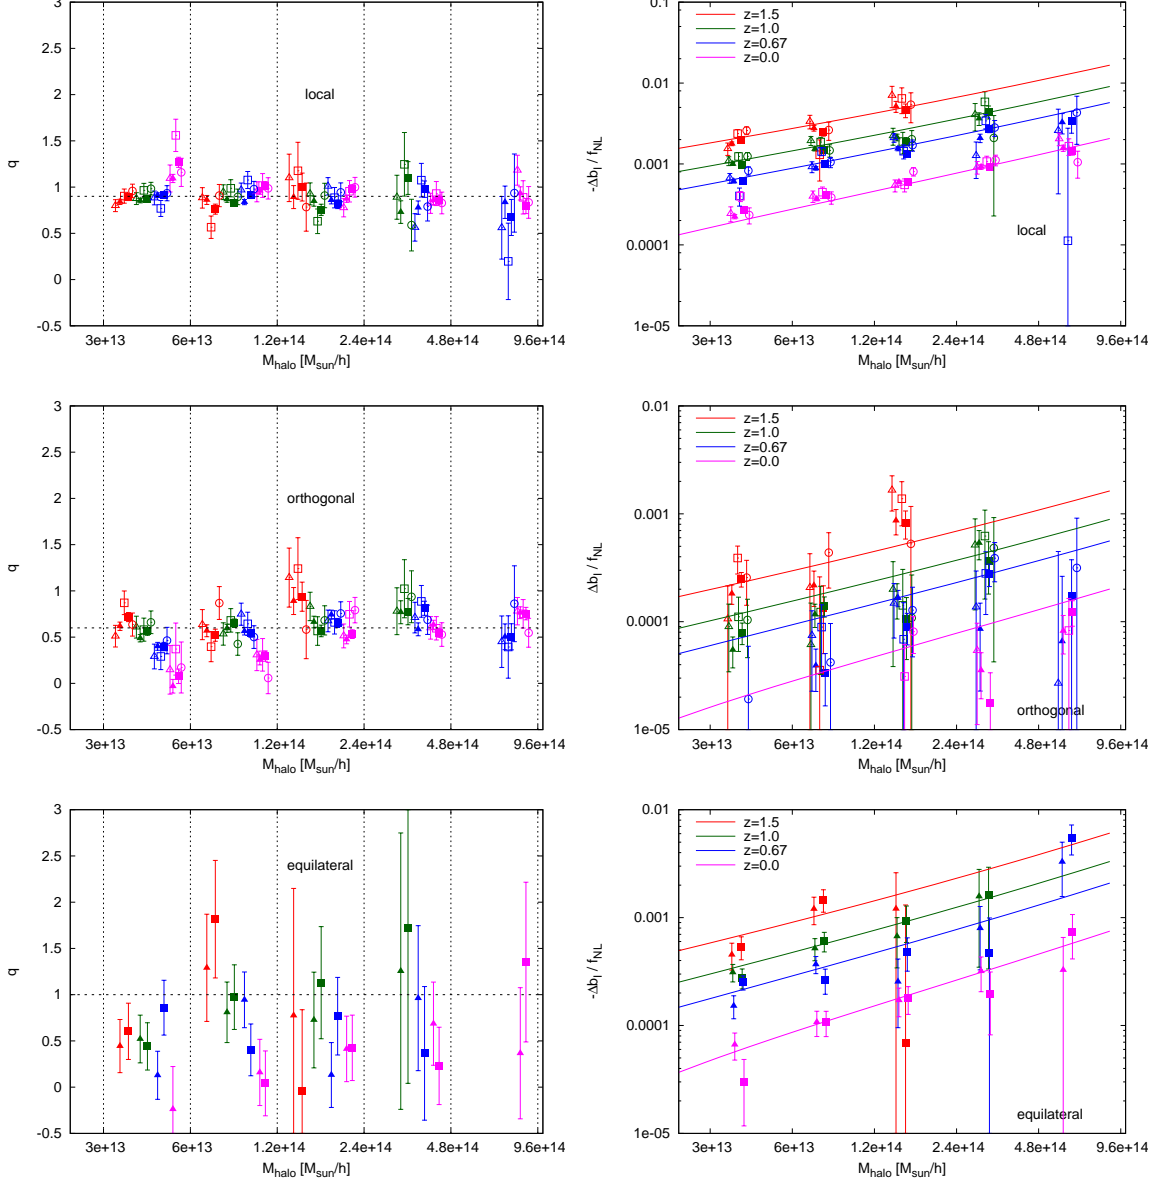 3
2.5
2
1.5
1
0.5
0
-0.5
q
local
3e+13 6e+13 1.2e+14 2.4e+14 4.8e+14 9.6e+14
M_halo [M_sun/h]
0.1
0.01
0.001
0.0001
1e-05
-Δb_I / f_NL
z=1.5
z=1.0
z=0.67
z=0.0
local
3e+13 6e+13 1.2e+14 2.4e+14 4.8e+14 9.6e+14
M_halo [M_sun/h]
3
2.5
2
1.5
1
0.5
0
-0.5
q
orthogonal
3e+13 6e+13 1.2e+14 2.4e+14 4.8e+14 9.6e+14
M_halo [M_sun/h]
0.01
0.001
0.0001
1e-05
Δb_I / f_NL
z=1.5
z=1.0
z=0.67
z=0.0
orthogonal
3e+13 6e+13 1.2e+14 2.4e+14 4.8e+14 9.6e+14
M_halo [M_sun/h]
3
2.5
2
1.5
1
0.5
0
-0.5
q
equilateral
3e+13 6e+13 1.2e+14 2.4e+14 4.8e+14 9.6e+14
M_halo [M_sun/h]
0.01
0.001
0.0001
1e-05
-Δb_I / f_NL
z=1.5
z=1.0
z=0.67
z=0.0
equilateral
3e+13 6e+13 1.2e+14 2.4e+14 4.8e+14 9.6e+14
M_halo [M_sun/h]